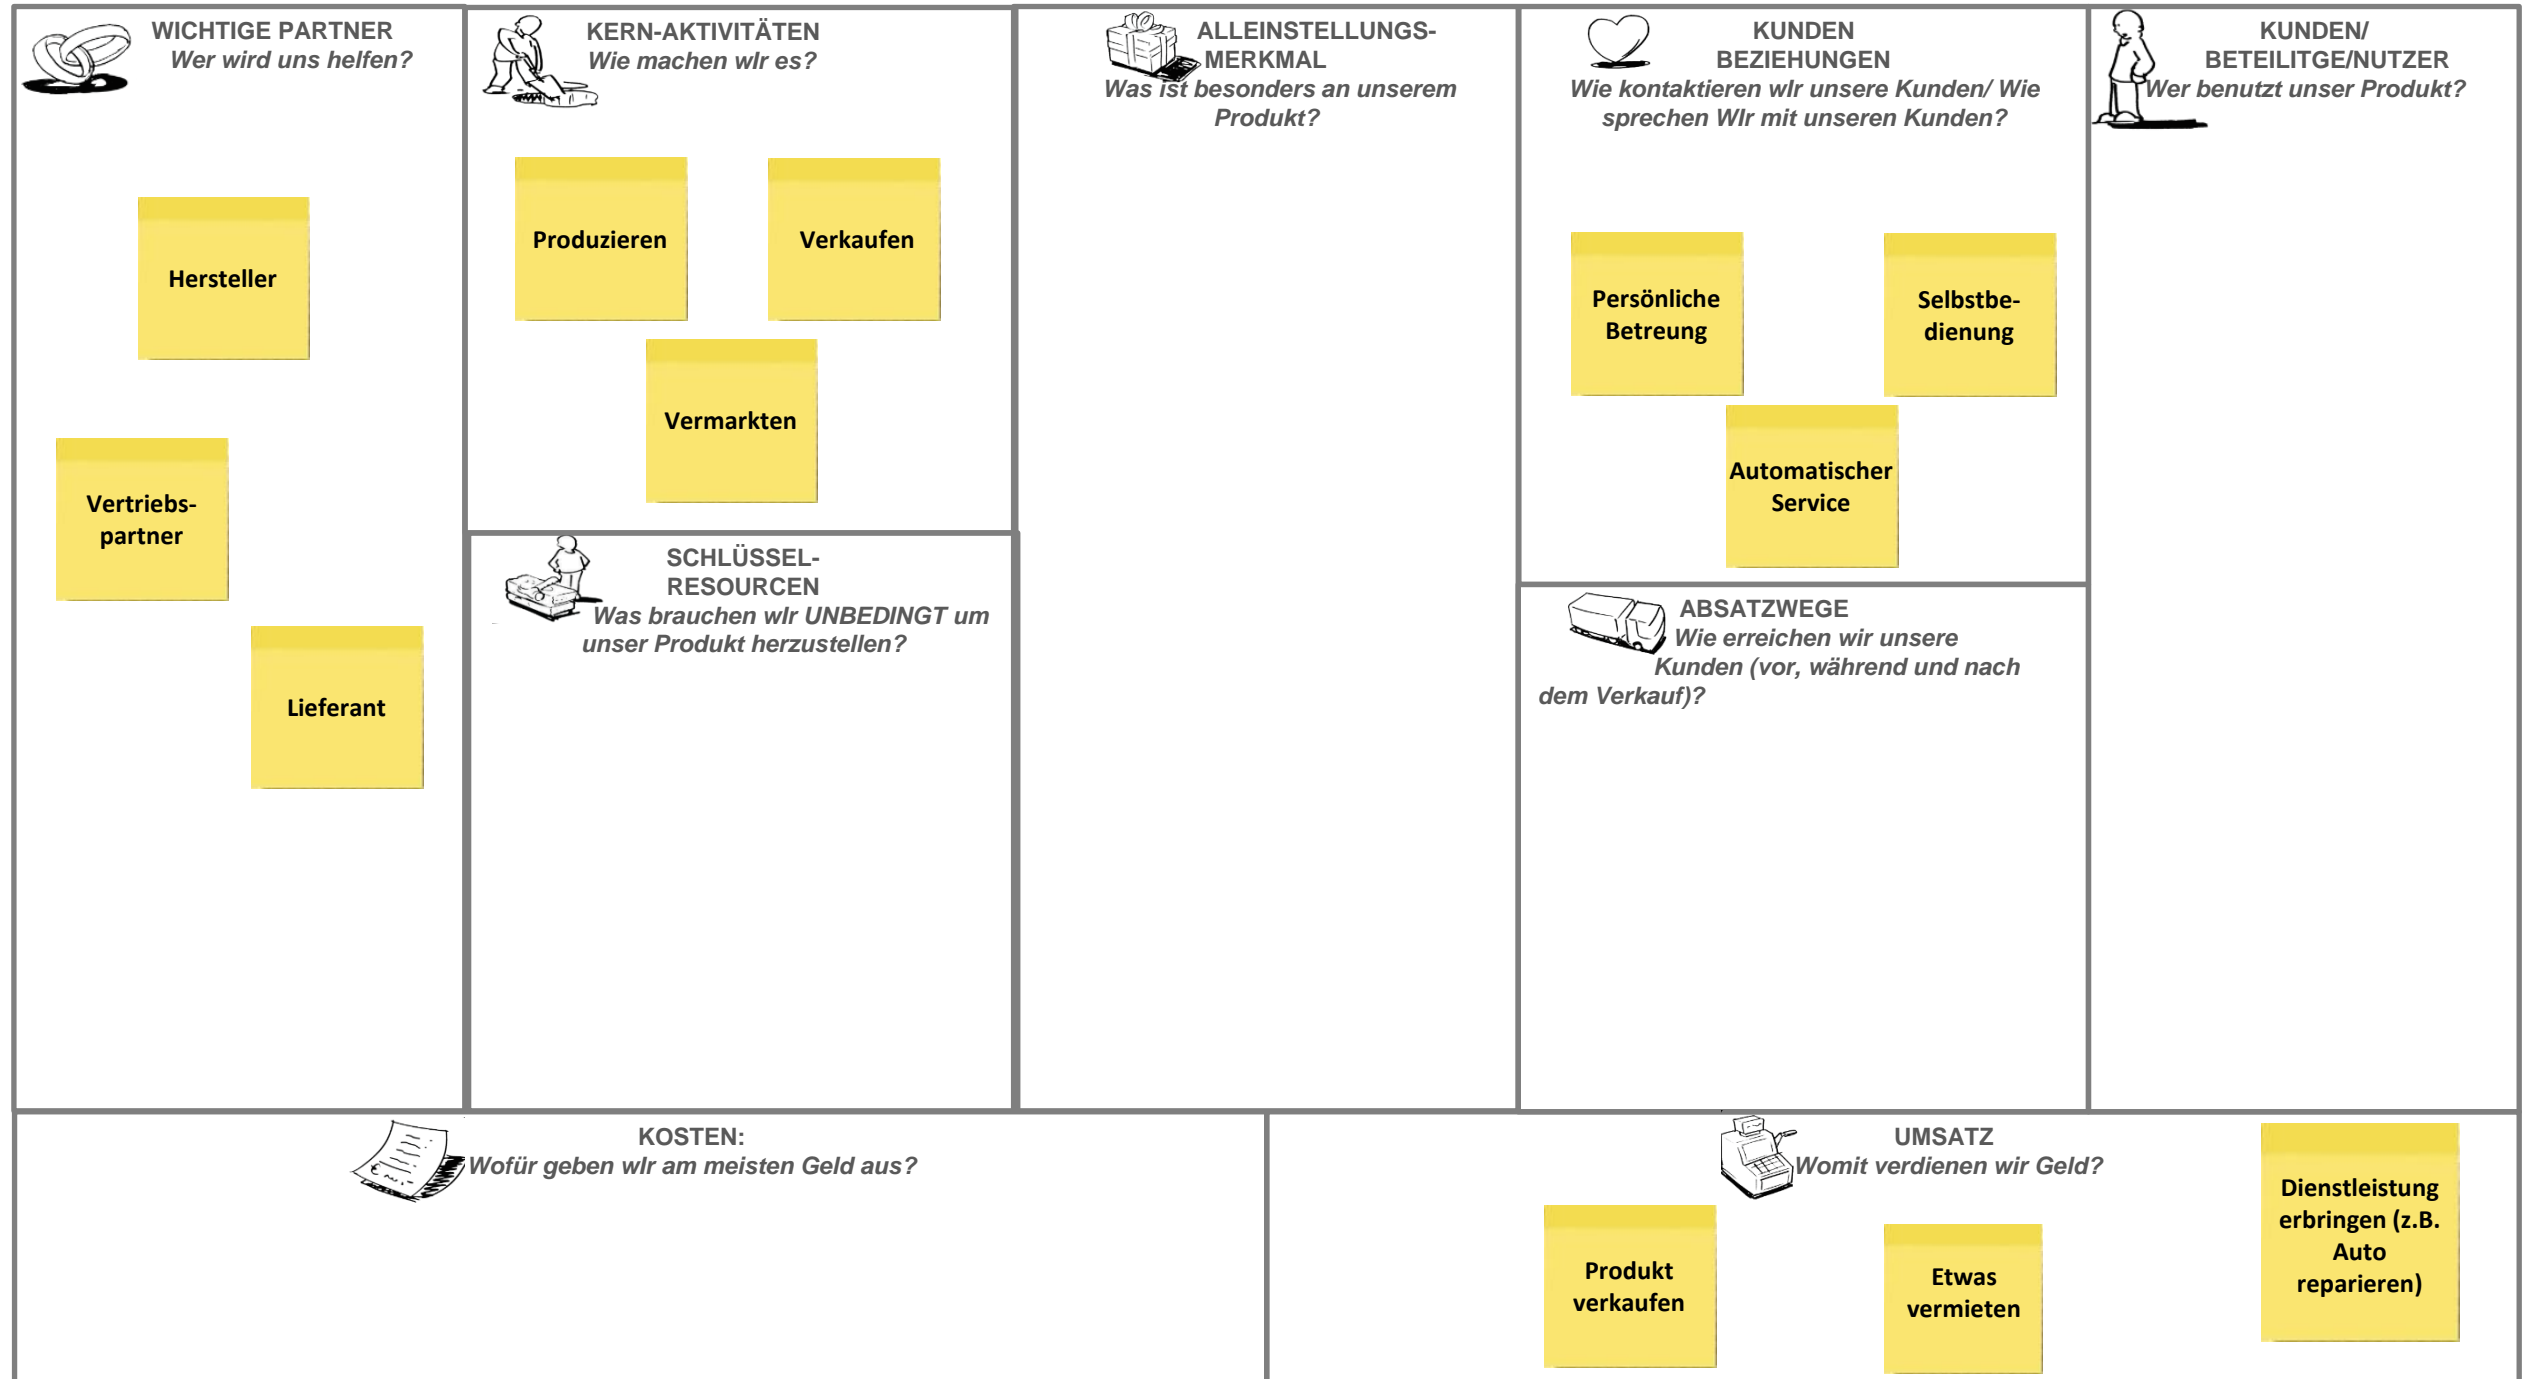 WICHTIGE PARTNER
Wer wird uns helfen?
Hersteller
Vertriebs-
partner
Lieferant
KERN-AKTIVITÄTEN
Wie machen wIr es?
Produzieren
Verkaufen
Vermarkten
SCHLÜSSEL-
RESOURCEN
Was brauchen wIr UNBEDINGT um
unser Produkt herzustellen?
ALLEINSTELLUNGS-
MERKMAL
Was ist besonders an unserem
Produkt?
KUNDEN
BEZIEHUNGEN
Wie kontaktieren wIr unsere Kunden/ Wie
sprechen WIr mit unseren Kunden?
Persönliche
Betreung
Selbstbe-
dienung
Automatischer
Service
ABSATZWEGE
Wie erreichen wir unsere
Kunden (vor, während und nach
dem Verkauf)?
KUNDEN/
BETEILITGE/NUTZER
Wer benutzt unser Produkt?
KOSTEN:
Wofür geben wIr am meisten Geld aus?
UMSATZ
Womit verdienen wir Geld?
Produkt
verkaufen
Etwas
vermieten
Dienstleistung
erbringen (z.B.
Auto
reparieren)